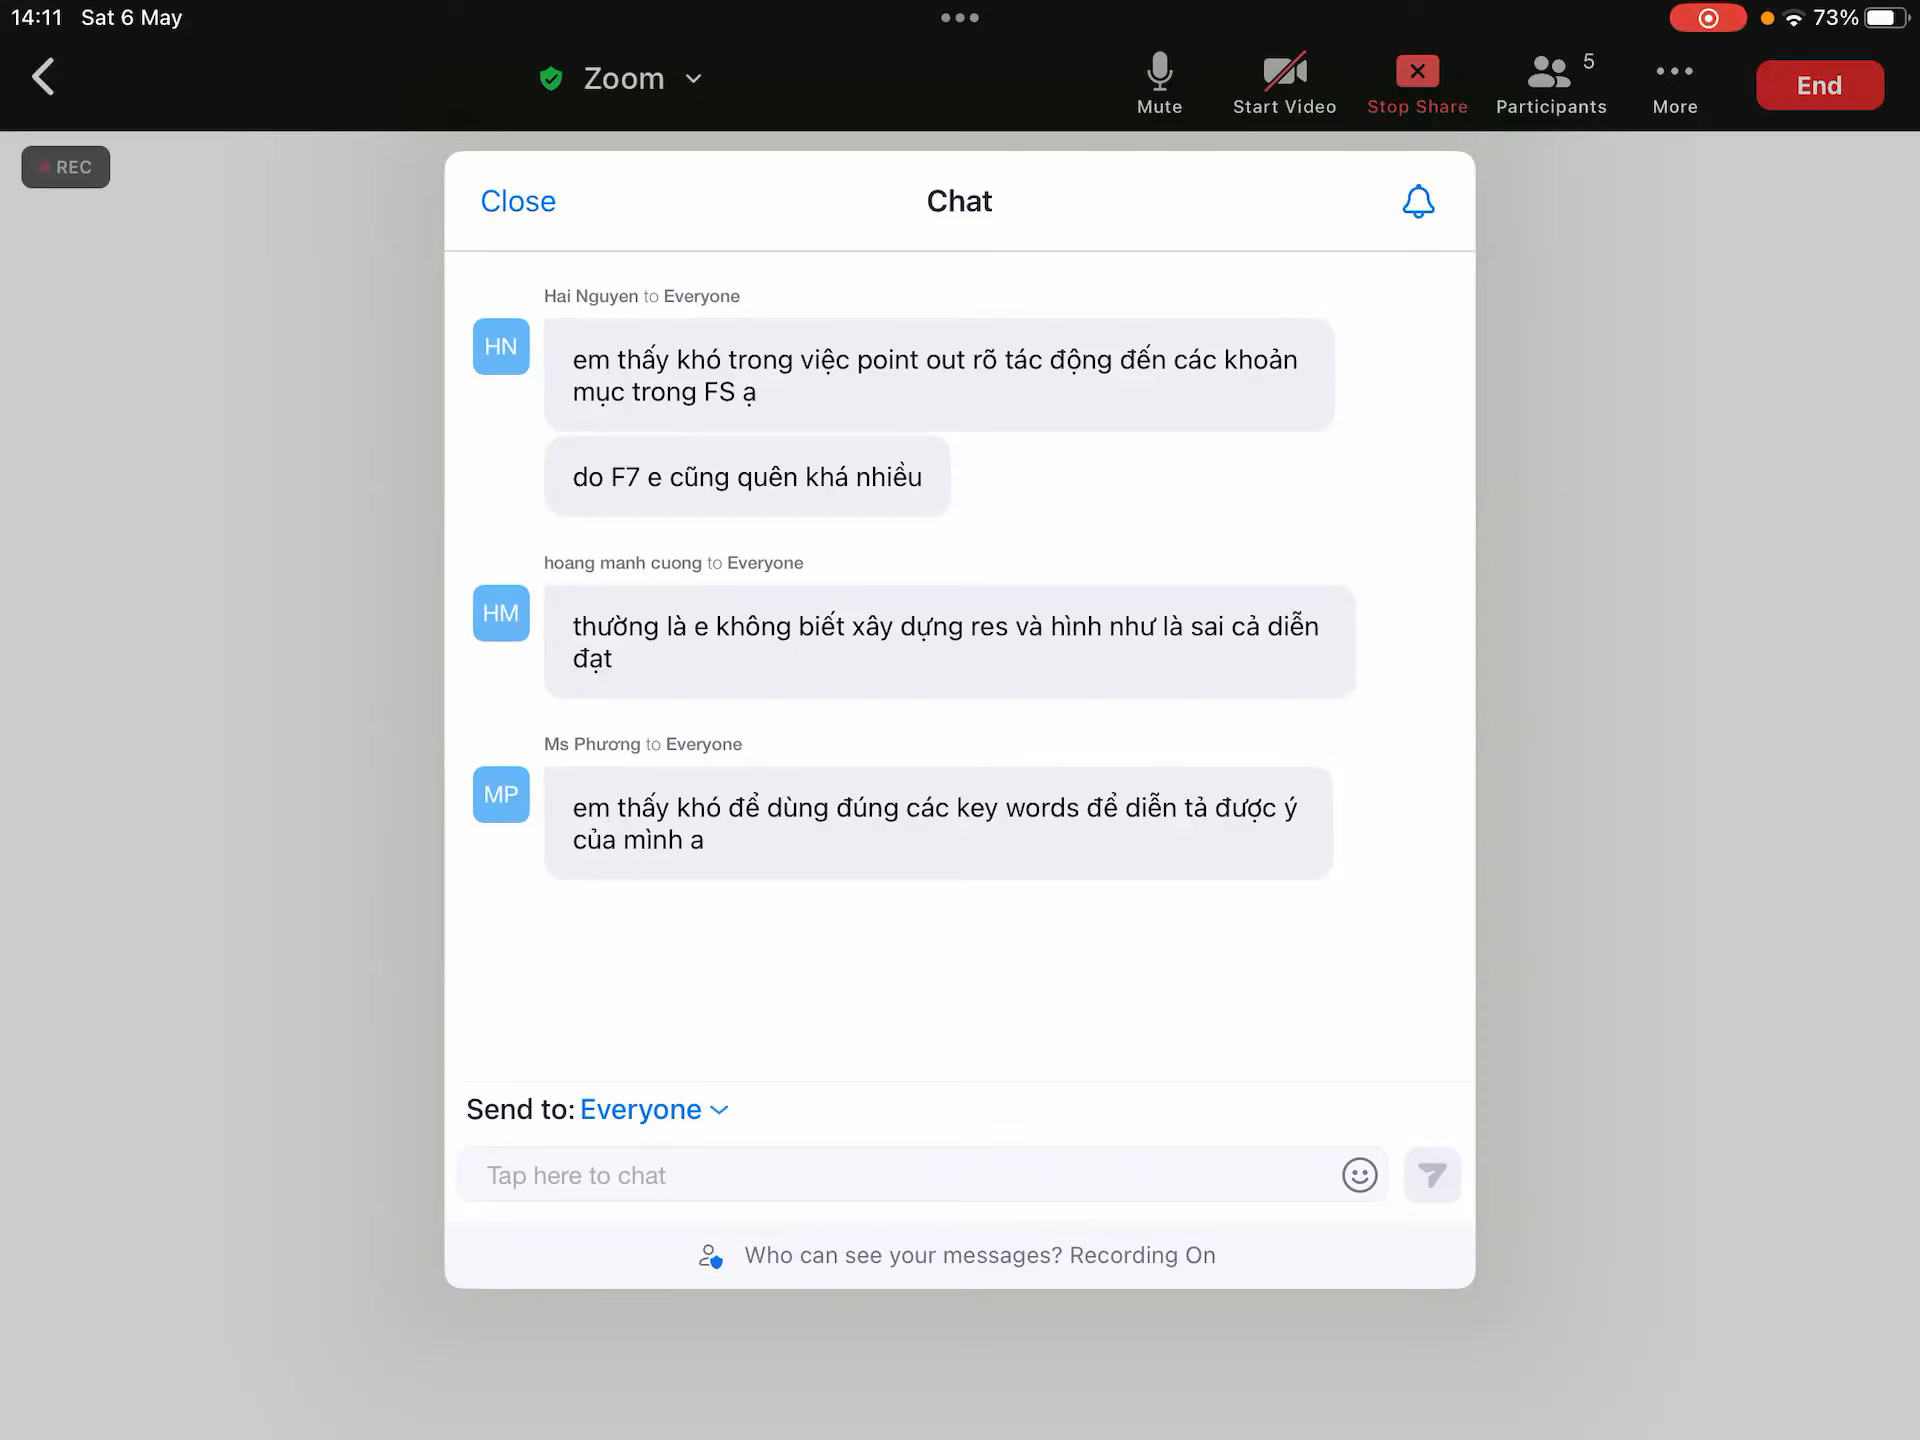 14:11 Sat 6 May
73%
Zoom
Mute
Start Video
Stop Share
Participants
5
More
End
REC
Close
Chat
Hai Nguyen to Everyone
HN
em thấy khó trong việc point out rõ tác động đến các khoản
mục trong FS ạ
do F7 e cũng quên khá nhiều
hoang manh cuong to Everyone
HM
thường là e không biết xây dựng res và hình như là sai cả diễn
đạt
Ms Phương to Everyone
MP
em thấy khó để dùng đúng các key words để diễn tả được ý
của mình a
Send to: Everyone
Tap here to chat
Who can see your messages? Recording On